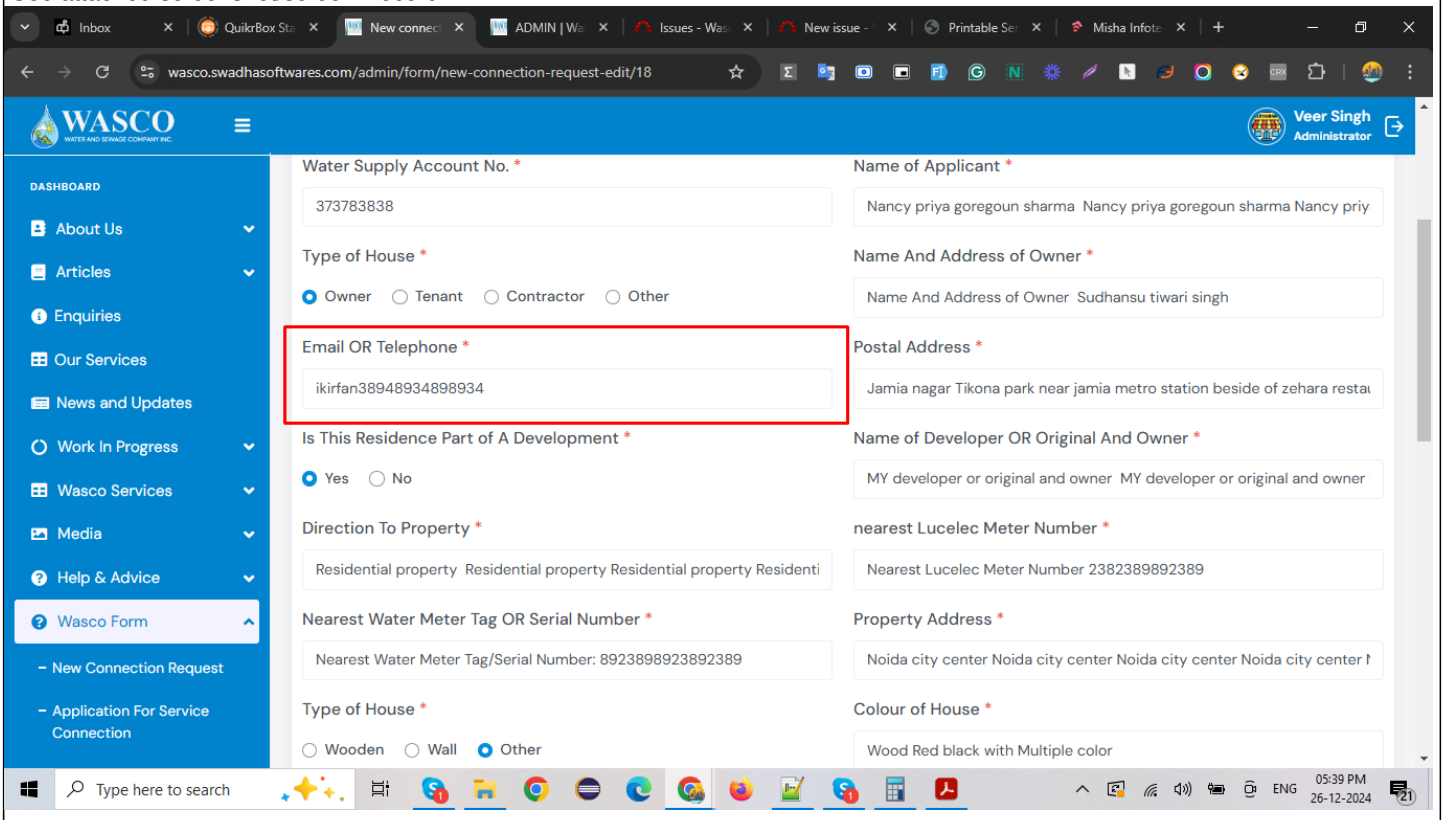 Inbox
QuikrBox Sta
New connect
ADMIN | Wa
Issues - Wasc
New issue -
Printable Ser
Misha Infote
wasco.swadhasoftwares.com/admin/form/new-connection-request-edit/18
WASCO
WATER AND SEWAGE COMPANY INC.
Veer Singh
Administrator
DASHBOARD
About Us
Articles
Enquiries
Our Services
News and Updates
Work In Progress
Wasco Services
Media
Help & Advice
Wasco Form
– New Connection Request
– Application For Service
Connection
Water Supply Account No. *
373783838
Name of Applicant *
Nancy priya goregoun sharma Nancy priya goregoun sharma Nancy priy
Type of House *
Owner Tenant Contractor Other
Name And Address of Owner *
Name And Address of Owner Sudhansu tiwari singh
Email OR Telephone *
ikirfan38948934898934
Postal Address *
Jamia nagar Tikona park near jamia metro station beside of zehara restau
Is This Residence Part of A Development *
Yes No
Name of Developer OR Original And Owner *
MY developer or original and owner MY developer or original and owner
Direction To Property *
Residential property Residential property Residential property Residenti
nearest Lucelec Meter Number *
Nearest Lucelec Meter Number 2382389892389
Nearest Water Meter Tag OR Serial Number *
Nearest Water Meter Tag/Serial Number: 8923898923892389
Property Address *
Noida city center Noida city center Noida city center Noida city center
Type of House *
Wooden Wall Other
Colour of House *
Wood Red black with Multiple color
Type here to search
ENG
05:39 PM
26-12-2024
21